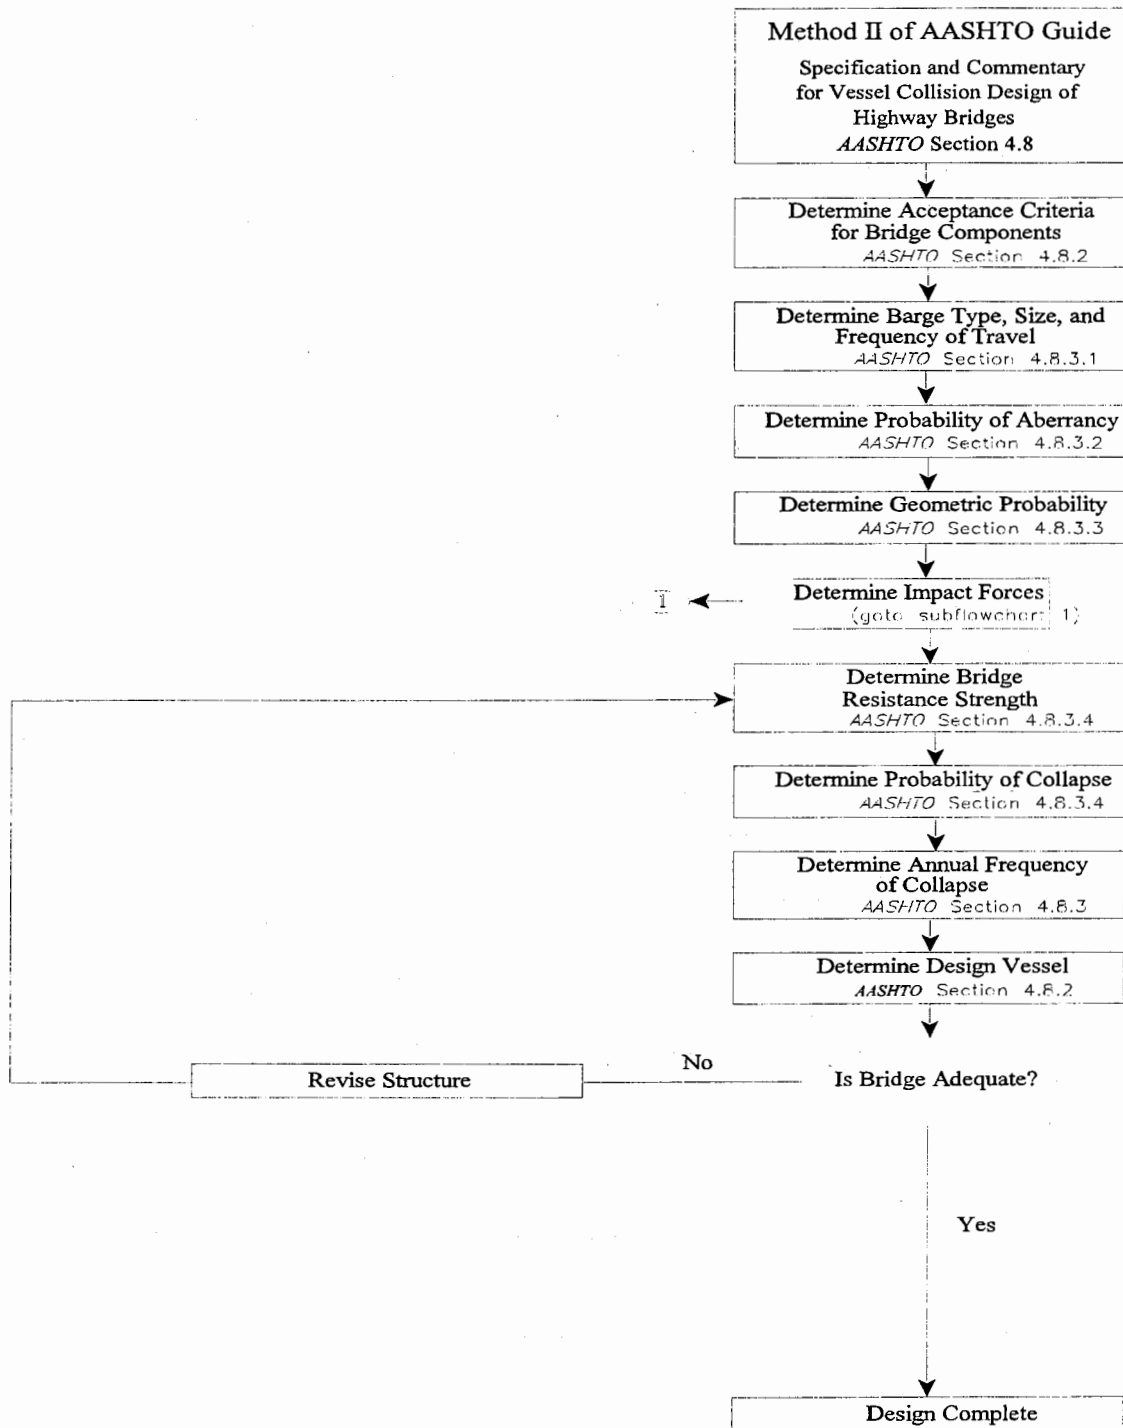 Method II of AASHTO Guide
Specification and Commentary
for Vessel Collision Design of
Highway Bridges
AASHTO Section 4.8
Determine Acceptance Criteria
for Bridge Components
AASHTO Section 4.8.2
Determine Barge Type, Size, and
Frequency of Travel
AASHTO Section 4.8.3.1
Determine Probability of Aberrancy
AASHTO Section 4.8.3.2
Determine Geometric Probability
AASHTO Section 4.8.3.3
1
Determine Impact Forces
(goto subflowchart 1)
Determine Bridge
Resistance Strength
AASHTO Section 4.8.3.4
Determine Probability of Collapse
AASHTO Section 4.8.3.4
Determine Annual Frequency
of Collapse
AASHTO Section 4.8.3
Determine Design Vessel
AASHTO Section 4.8.2
Revise Structure
No
Is Bridge Adequate?
Yes
Design Complete